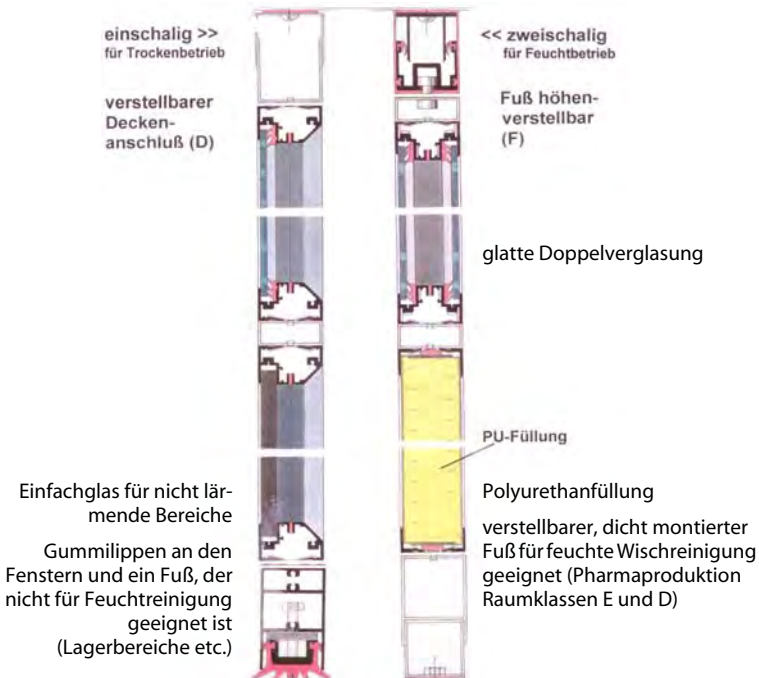 einschalig >>
für Trockenbetrieb
verstellbarer
Decken-
anschluß (D)
<< zweischalig
für Feuchtbetrieb
Fuß höhen-
verstellbar
(F)
glatte Doppelverglasung
PU-Füllung
Einfachglas für nicht lär-
mende Bereiche
Gummilippen an den
Fenstern und ein Fuß, der
nicht für Feuchtreinigung
geeignet ist
(Lagerbereiche etc.)
Polyurethanfüllung
verstellbarer, dicht montierter
Fuß für feuchte Wischreinigung
geeignet (Pharmaproduktion
Raumklassen E und D)